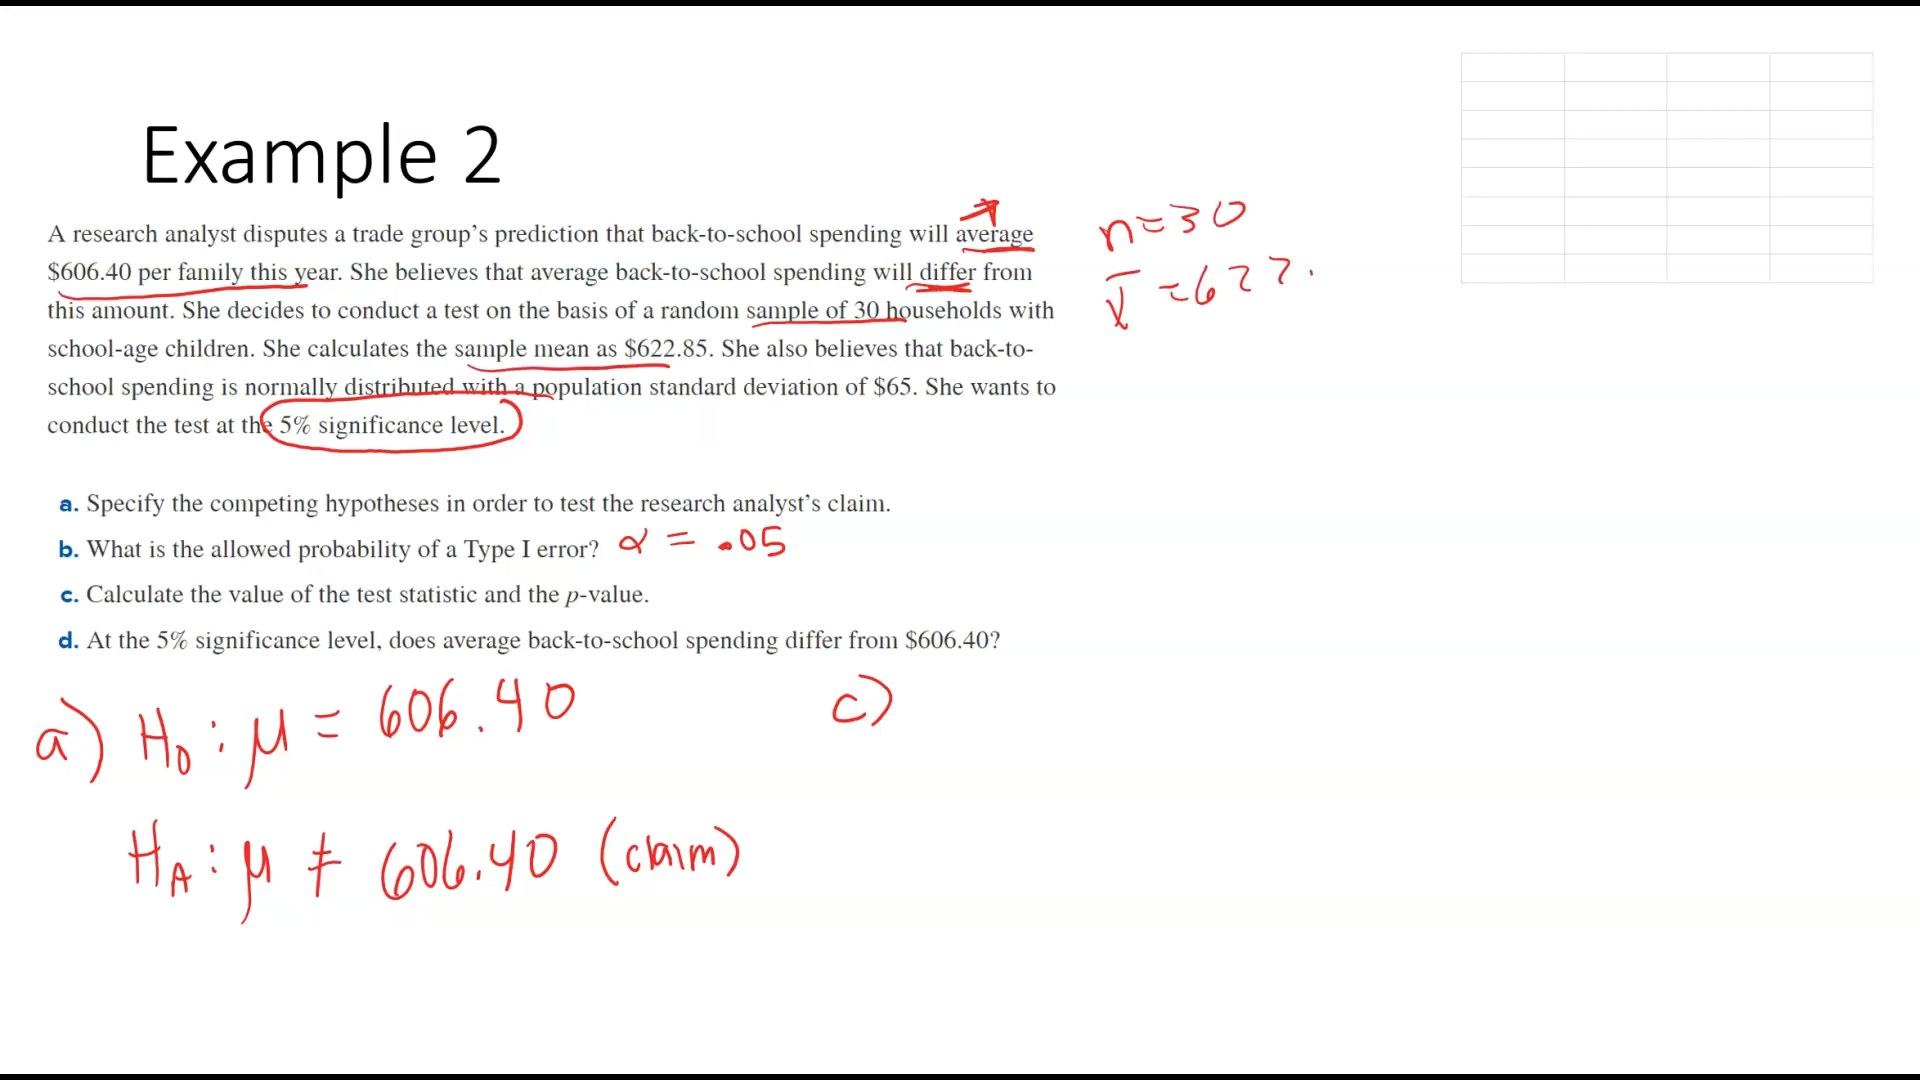 Example 2
A research analyst disputes a trade group’s prediction that back-to-school spending will average
$606.40 per family this year. She believes that average back-to-school spending will differ from
this amount. She decides to conduct a test on the basis of a random sample of 30 households with
school-age children. She calculates the sample mean as $622.85. She also believes that back-to-
school spending is normally distributed with a population standard deviation of $65. She wants to
conduct the test at the 5% significance level.
n=30
x̄ =622.
a. Specify the competing hypotheses in order to test the research analyst’s claim.
b. What is the allowed probability of a Type I error? α = .05
c. Calculate the value of the test statistic and the p-value.
d. At the 5% significance level, does average back-to-school spending differ from $606.40?
a) H0 : μ = 606.40
c)
HA : μ ≠ 606.40 (claim)